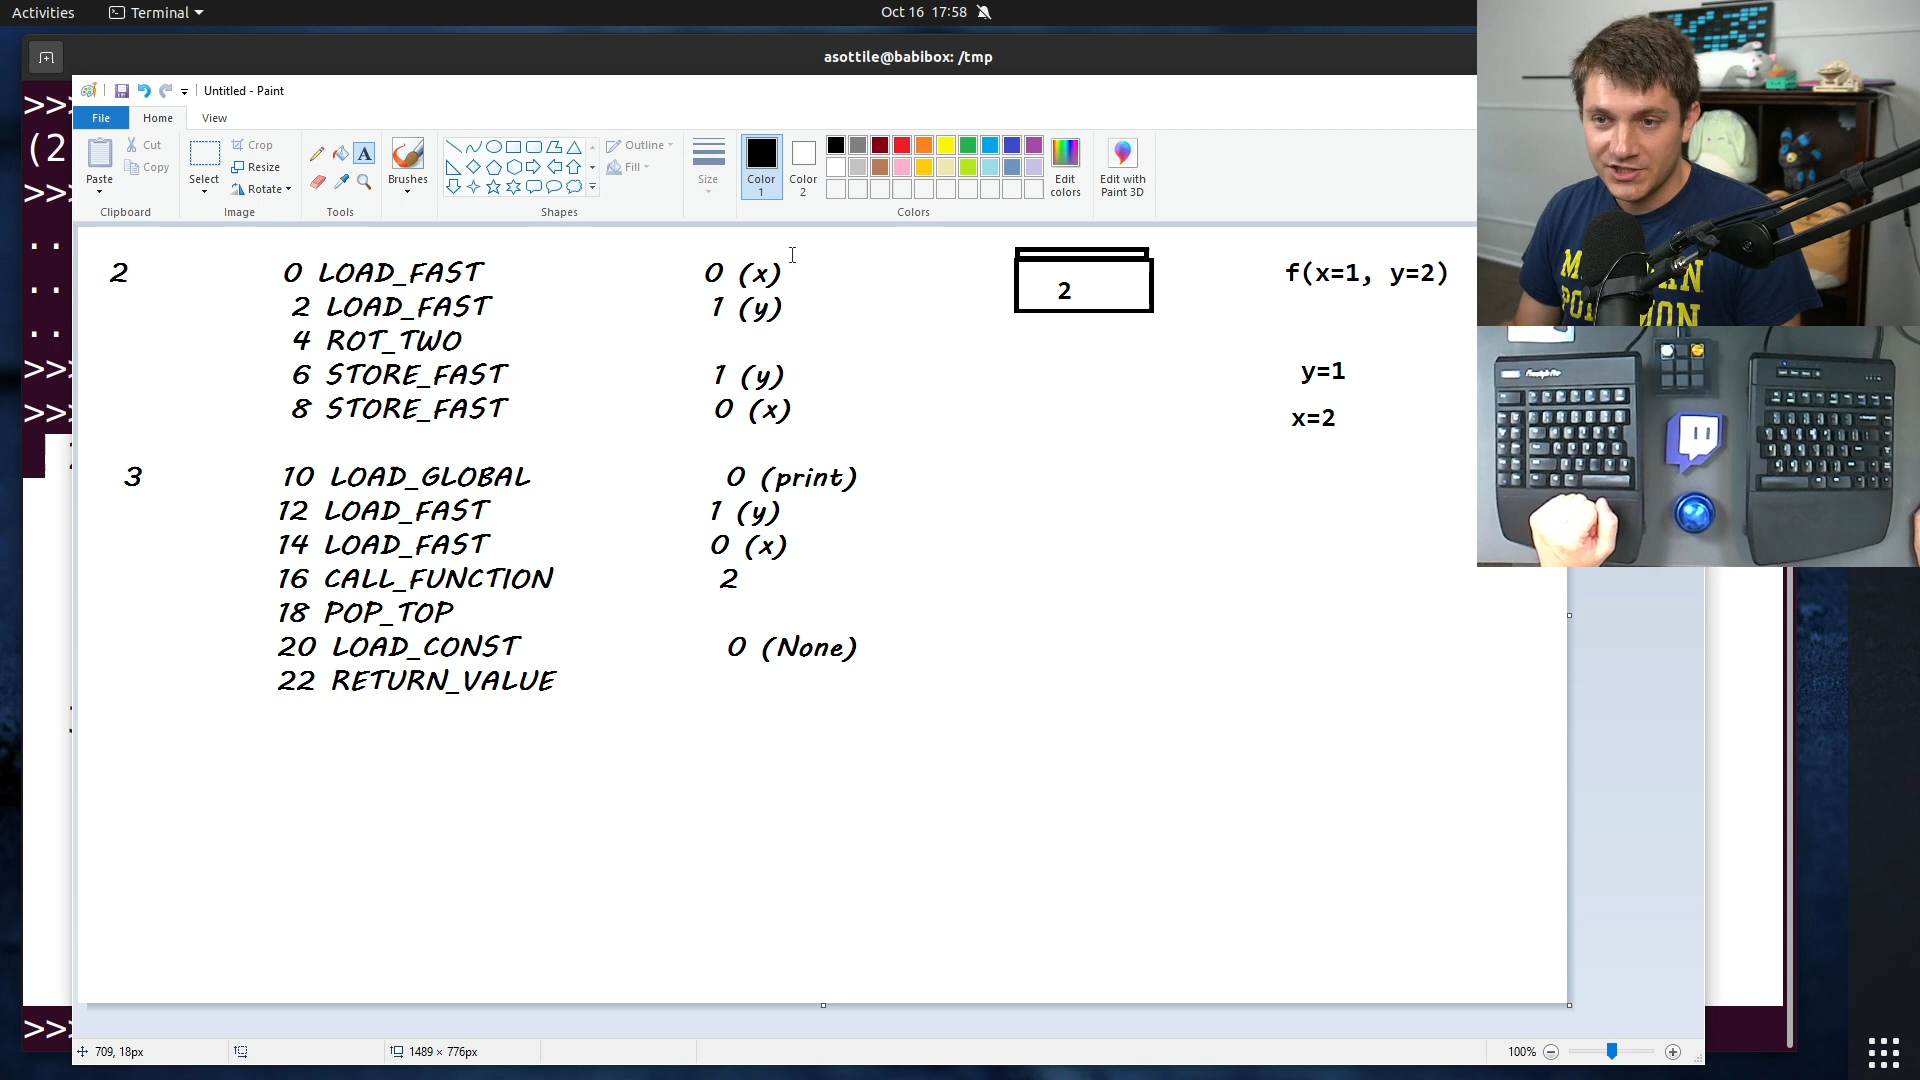 Activities
Terminal
Oct 16 17:58
asottile@babibox: /tmp
>>>
(2
>>>
..
..
..
>>>
>>>
>>>
Untitled - Paint
File
Home
View
Paste
Cut
Copy
Clipboard
Select
Crop
Resize
Rotate
Image
A
Tools
Brushes
Shapes
Outline
Fill
Size
Color 1
Color 2
Edit colors
Colors
Edit with Paint 3D
2 0 LOAD_FAST 0 (x)
2 LOAD_FAST 1 (y)
4 ROT_TWO
6 STORE_FAST 1 (y)
8 STORE_FAST 0 (x)
3 10 LOAD_GLOBAL 0 (print)
12 LOAD_FAST 1 (y)
14 LOAD_FAST 0 (x)
16 CALL_FUNCTION 2
18 POP_TOP
20 LOAD_CONST 0 (None)
22 RETURN_VALUE
2
f(x=1, y=2)
y=1
x=2
709, 18px
1489 × 776px
100%